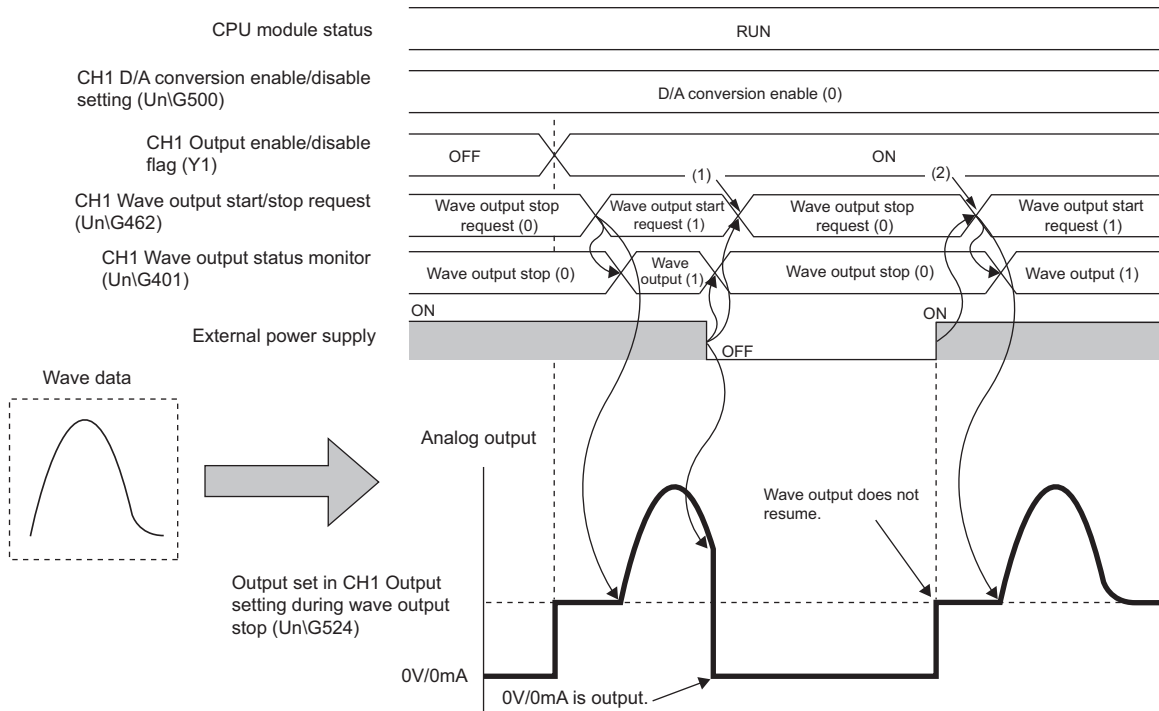 CPU module status
RUN
CH1 D/A conversion enable/disable
setting (Un\G500)
D/A conversion enable (0)
CH1 Output enable/disable
flag (Y1)
OFF
ON
(1)
(2)
CH1 Wave output start/stop request
(Un\G462)
Wave output stop
request (0)
Wave output start
request (1)
Wave output stop
request (0)
Wave output start
request (1)
CH1 Wave output status monitor
(Un\G401)
Wave output stop (0)
Wave
output (1)
Wave output stop (0)
Wave output (1)
External power supply
ON
OFF
ON
Wave data
Analog output
Wave output does not
resume.
Output set in CH1 Output
setting during wave output
stop (Un\G524)
0V/0mA
0V/0mA is output.